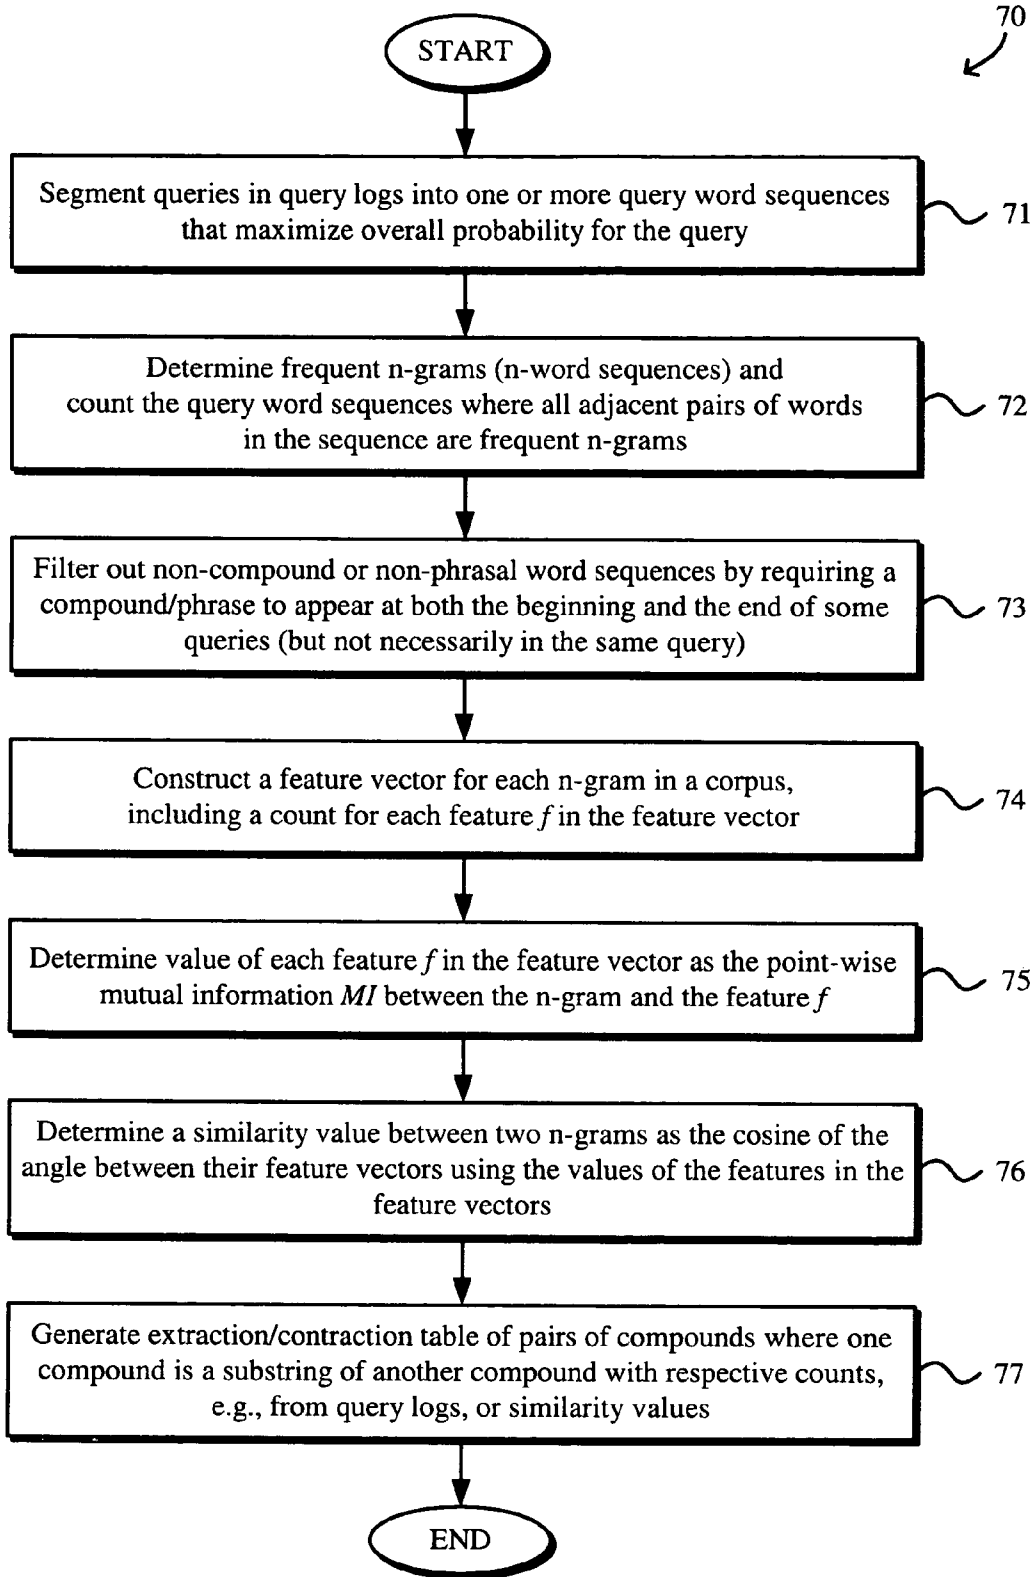 70
START
Segment queries in query logs into one or more query word sequences
that maximize overall probability for the query
71
Determine frequent n-grams (n-word sequences) and
count the query word sequences where all adjacent pairs of words
in the sequence are frequent n-grams
72
Filter out non-compound or non-phrasal word sequences by requiring a
compound/phrase to appear at both the beginning and the end of some
queries (but not necessarily in the same query)
73
Construct a feature vector for each n-gram in a corpus,
including a count for each feature f in the feature vector
74
Determine value of each feature f in the feature vector as the point-wise
mutual information MI between the n-gram and the feature f
75
Determine a similarity value between two n-grams as the cosine of the
angle between their feature vectors using the values of the features in the
feature vectors
76
Generate extraction/contraction table of pairs of compounds where one
compound is a substring of another compound with respective counts,
e.g., from query logs, or similarity values
77
END